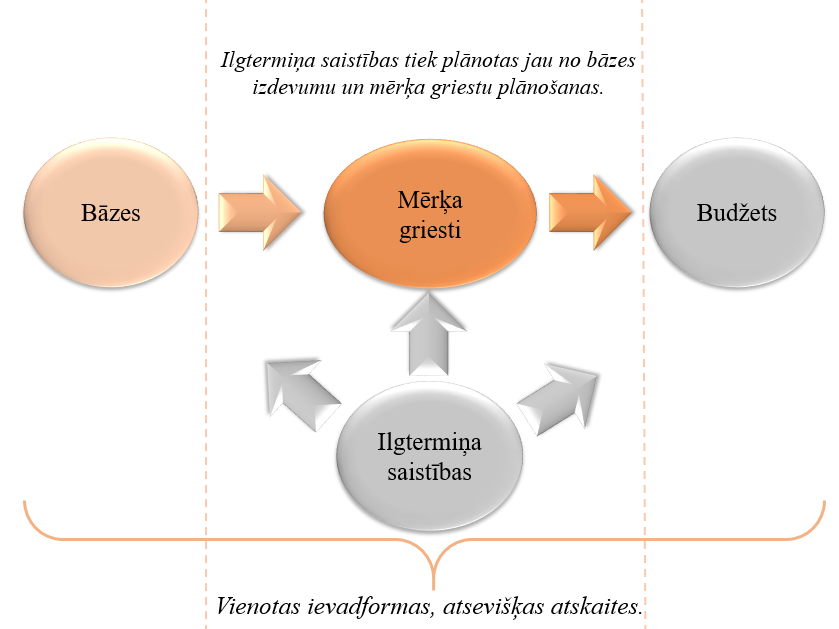 Ilgtermiņa saistības tiek plānotas jau no bāzes
izdevumu un mērķa griestu plānošanas.
Bāzes
Mērķa
griesti
Budžets
Ilgtermiņa
saistības
Vienotas ievadformas, atsevišķas atskaites.